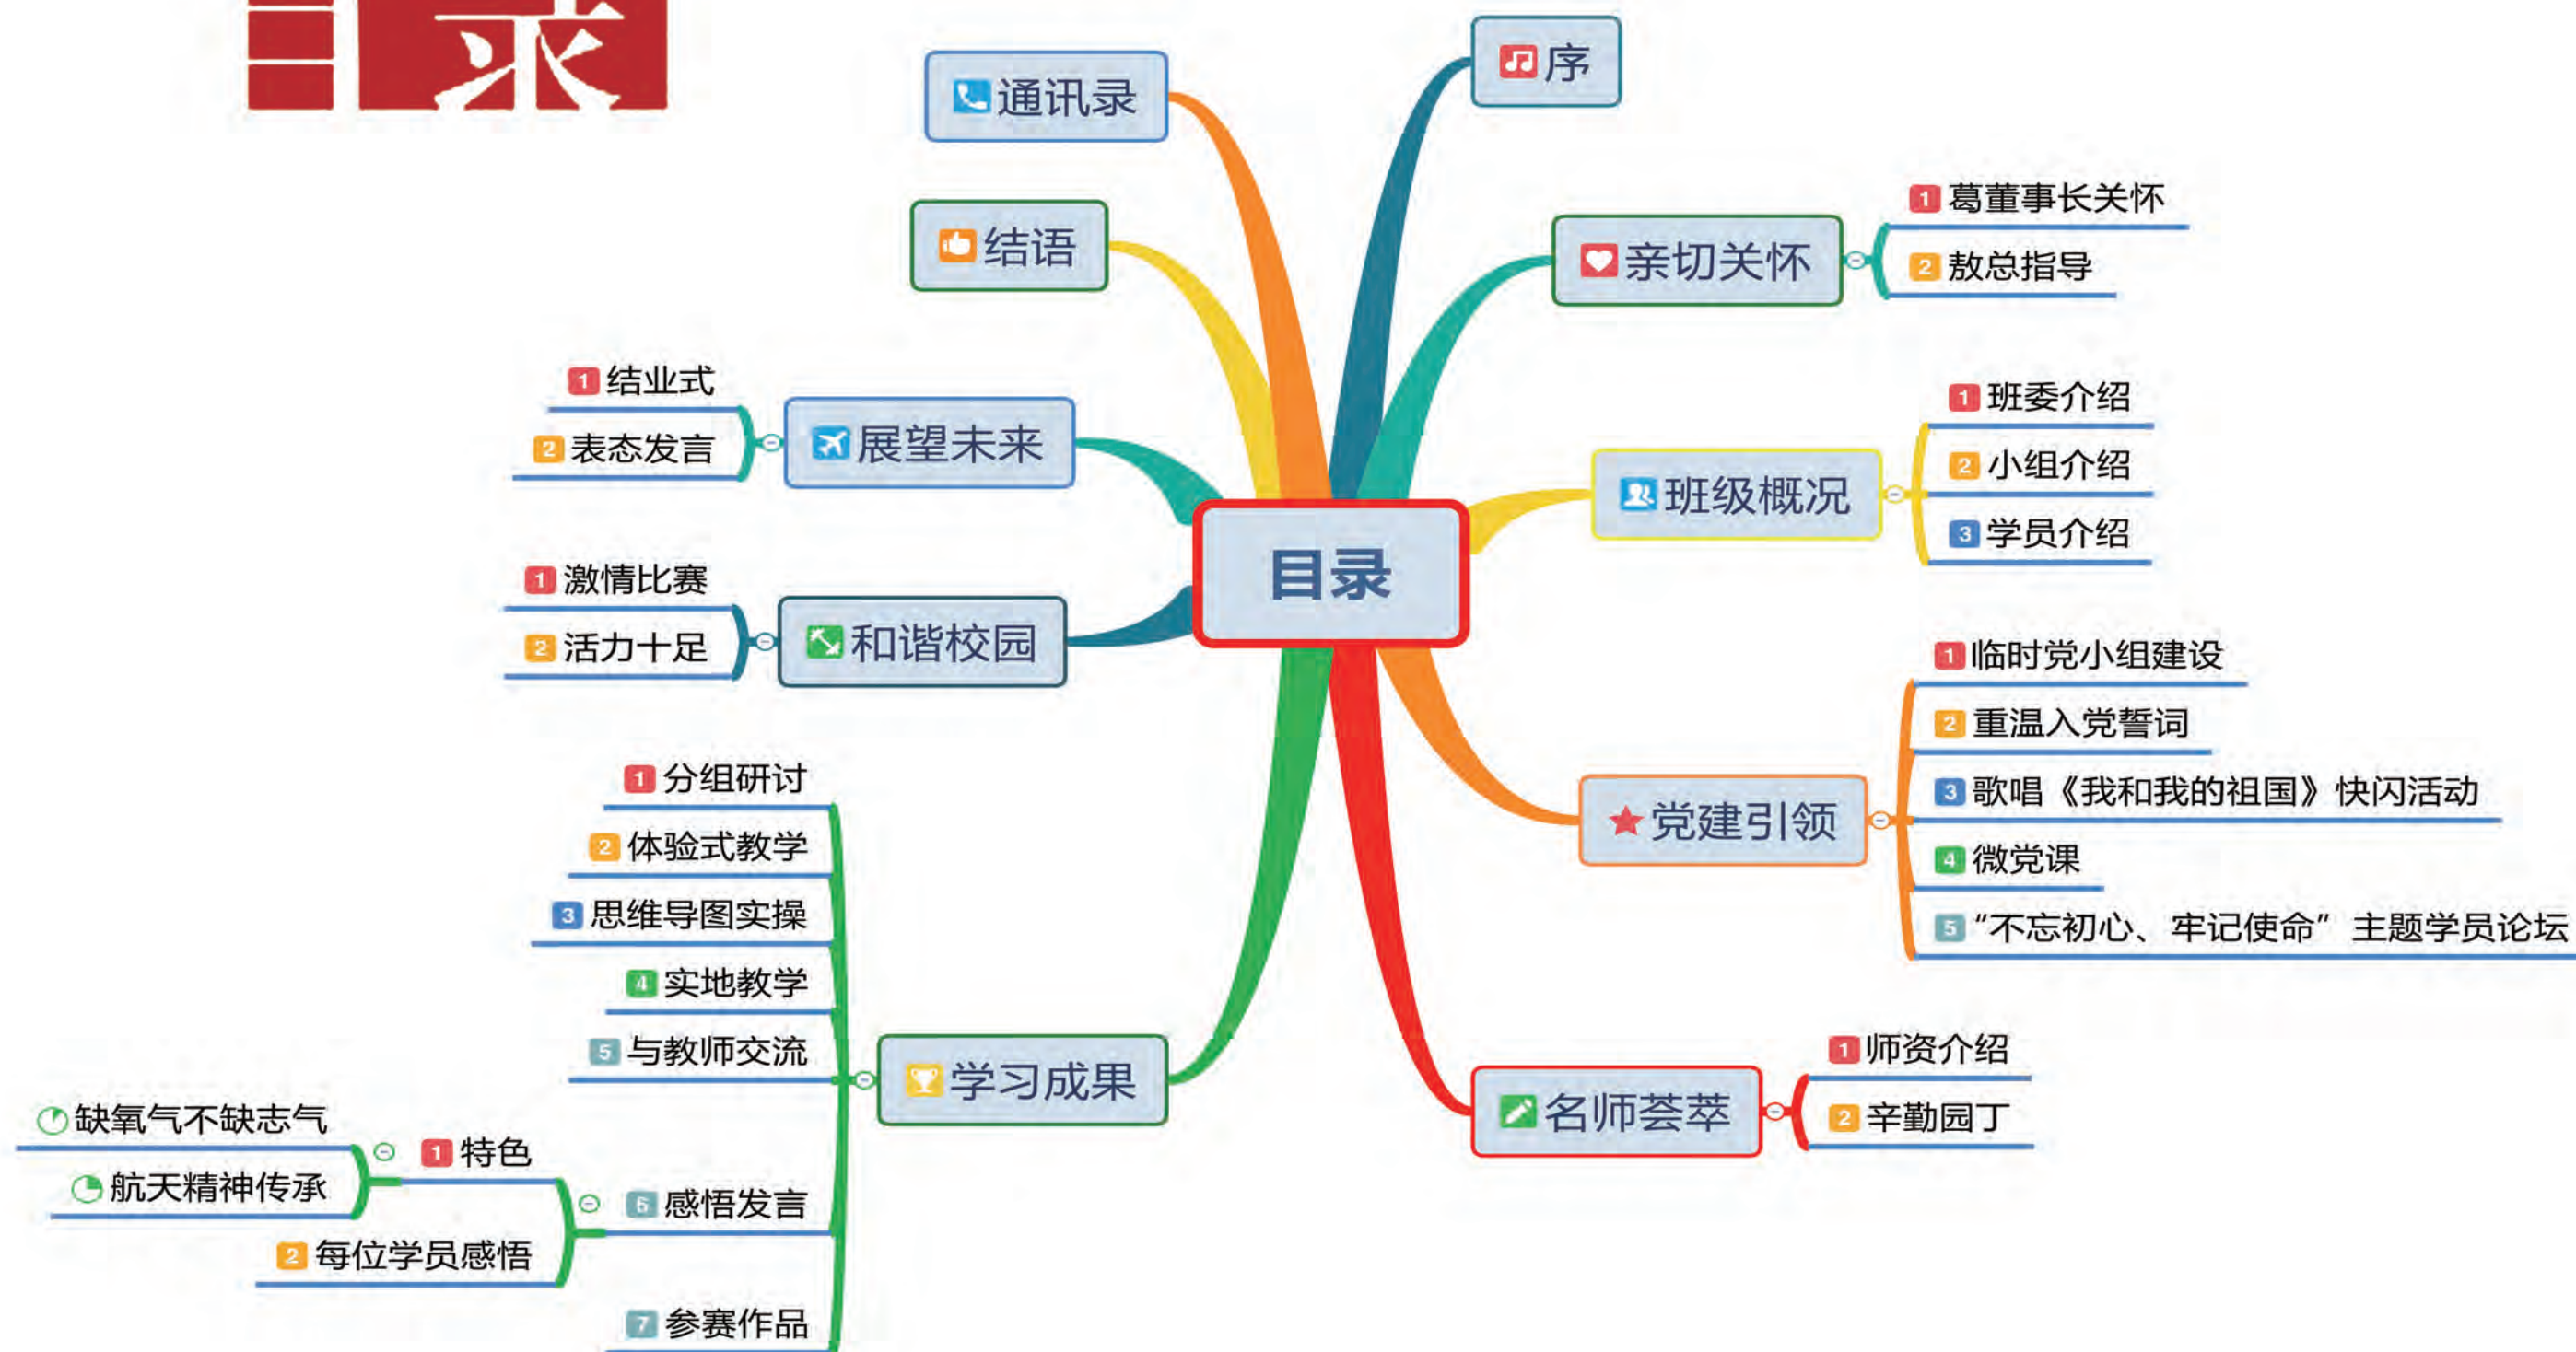 目录
目录
序
亲切关怀
1 葛董事长关怀
2 敖总指导
班级概况
1 班委介绍
2 小组介绍
3 学员介绍
党建引领
1 临时党小组建设
2 重温入党誓词
3 歌唱《我和我的祖国》快闪活动
4 微党课
5 “不忘初心、牢记使命”主题学员论坛
名师荟萃
1 师资介绍
2 辛勤园丁
学习成果
1 分组研讨
2 体验式教学
3 思维导图实操
4 实地教学
5 与教师交流
6 感悟发言
1 特色
缺氧气不缺志气
航天精神传承
2 每位学员感悟
7 参赛作品
和谐校园
1 激情比赛
2 活力十足
展望未来
1 结业式
2 表态发言
结语
通讯录